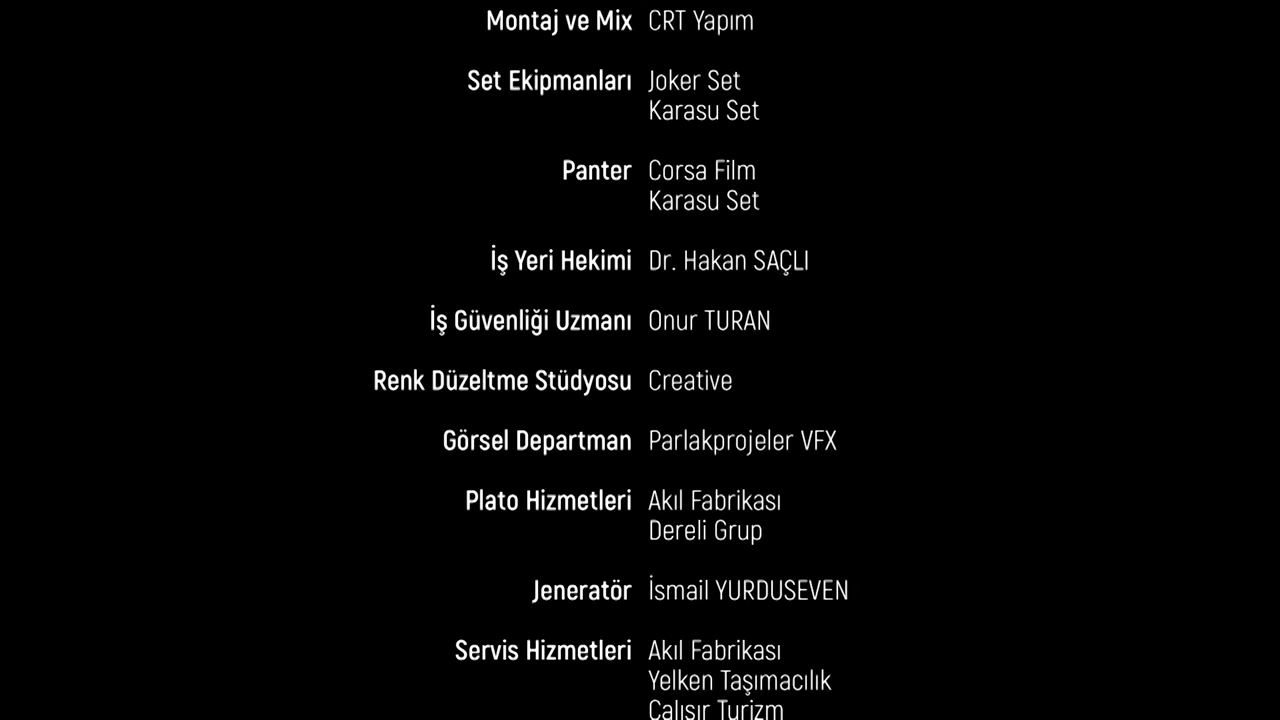 Montaj ve Mix CRT Yapım
Set Ekipmanları Joker Set
Karasu Set
Panter Corsa Film
Karasu Set
İş Yeri Hekimi Dr. Hakan SAÇLI
İş Güvenliği Uzmanı Onur TURAN
Renk Düzeltme Stüdyosu Creative
Görsel Departman Parlakprojeler VFX
Plato Hizmetleri Akıl Fabrikası
Dereli Grup
Jeneratör İsmail YURDUSEVEN
Servis Hizmetleri Akıl Fabrikası
Yelken Taşımacılık
Çalışır Turizm